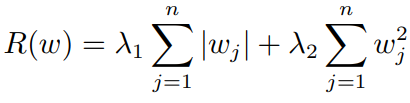 R(w) = λ₁ ∑ⱼ₌₁ⁿ |wⱼ| + λ₂ ∑ⱼ₌₁ⁿ wⱼ²